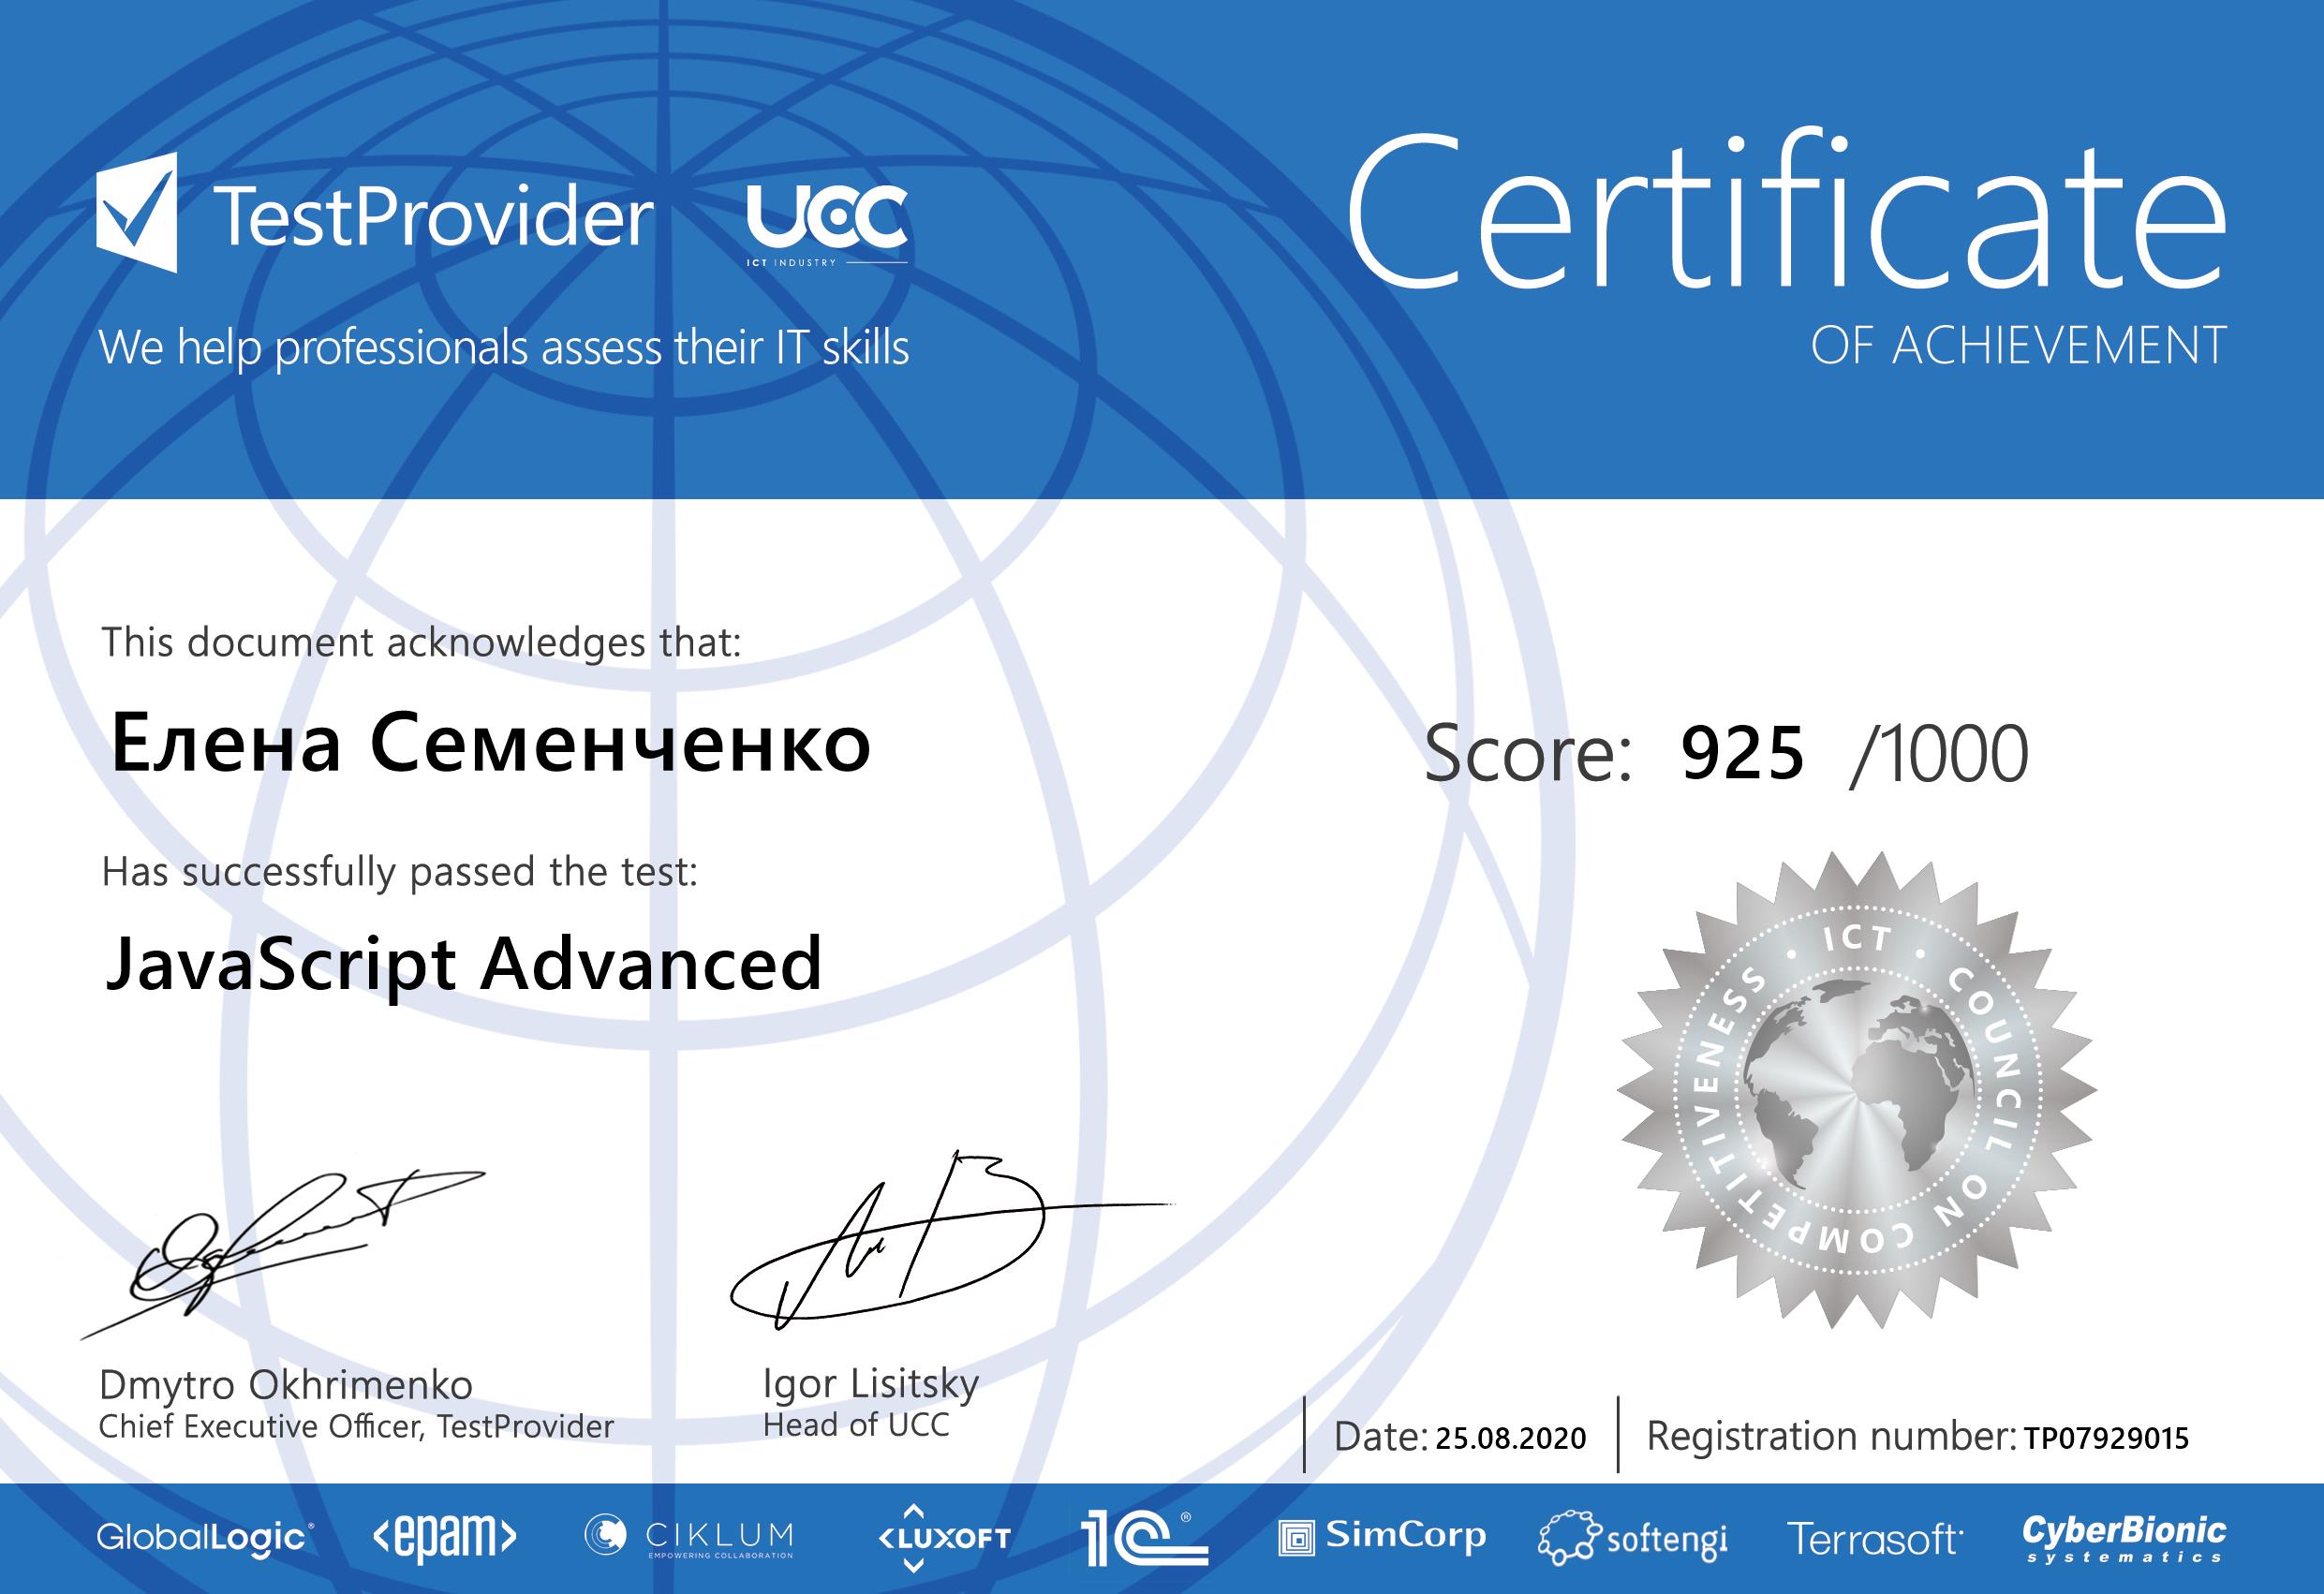 TestProvider
UCC
ICT INDUSTRY
We help professionals assess their IT skills
Certificate
OF ACHIEVEMENT
This document acknowledges that:
Елена Семенченко
Score: 925 /1000
Has successfully passed the test:
JavaScript Advanced
ICT • COUNCIL ON COMPETITIVENESS •
Dmytro Okhrimenko
Chief Executive Officer, TestProvider
Igor Lisitsky
Head of UCC
Date: 25.08.2020
Registration number: TP07929015
GlobalLogic®
<epam>
CIKLUM
EMPOWERING COLLABORATION
<LUXOFT
1C®
SimCorp
softengi
Terrasoft
CyberBionic
systematics